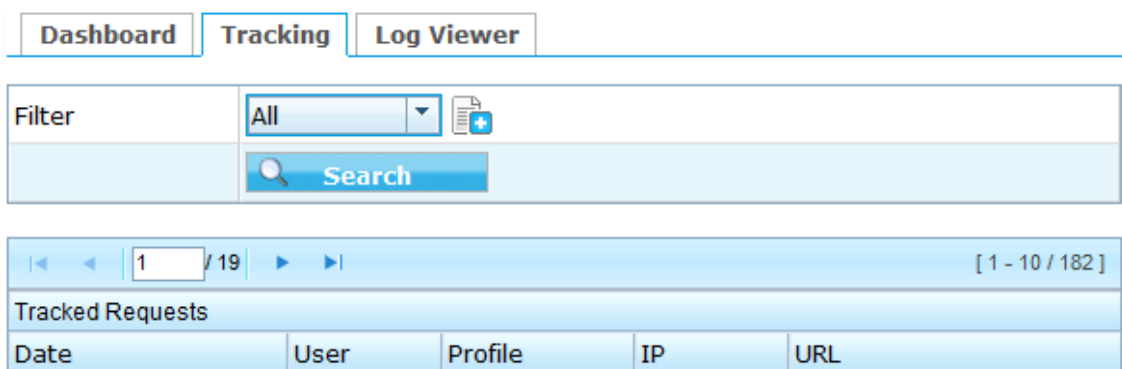 Dashboard Tracking Log Viewer
Filter All
Search
1 / 19 [ 1 - 10 / 182 ]
Tracked Requests
Date User Profile IP URL